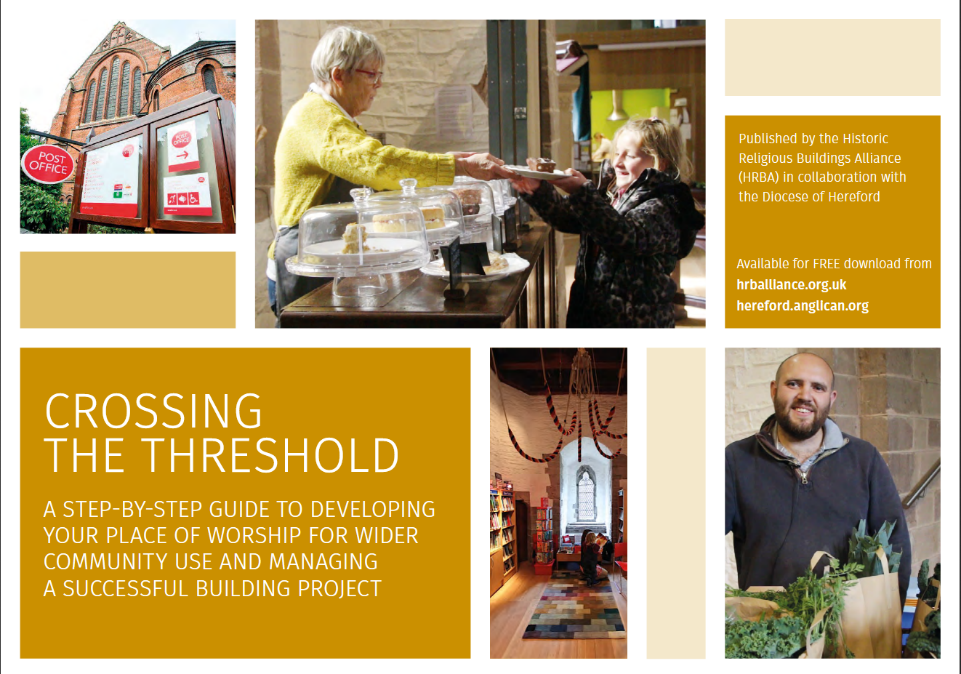 POST
OFFICE
POST
OFFICE
Published by the Historic
Religious Buildings Alliance
(HRBA) in collaboration with
the Diocese of Hereford
Available for FREE download from
hrballiance.org.uk
hereford.anglican.org
CROSSING
THE THRESHOLD
A STEP-BY-STEP GUIDE TO DEVELOPING
YOUR PLACE OF WORSHIP FOR WIDER
COMMUNITY USE AND MANAGING
A SUCCESSFUL BUILDING PROJECT